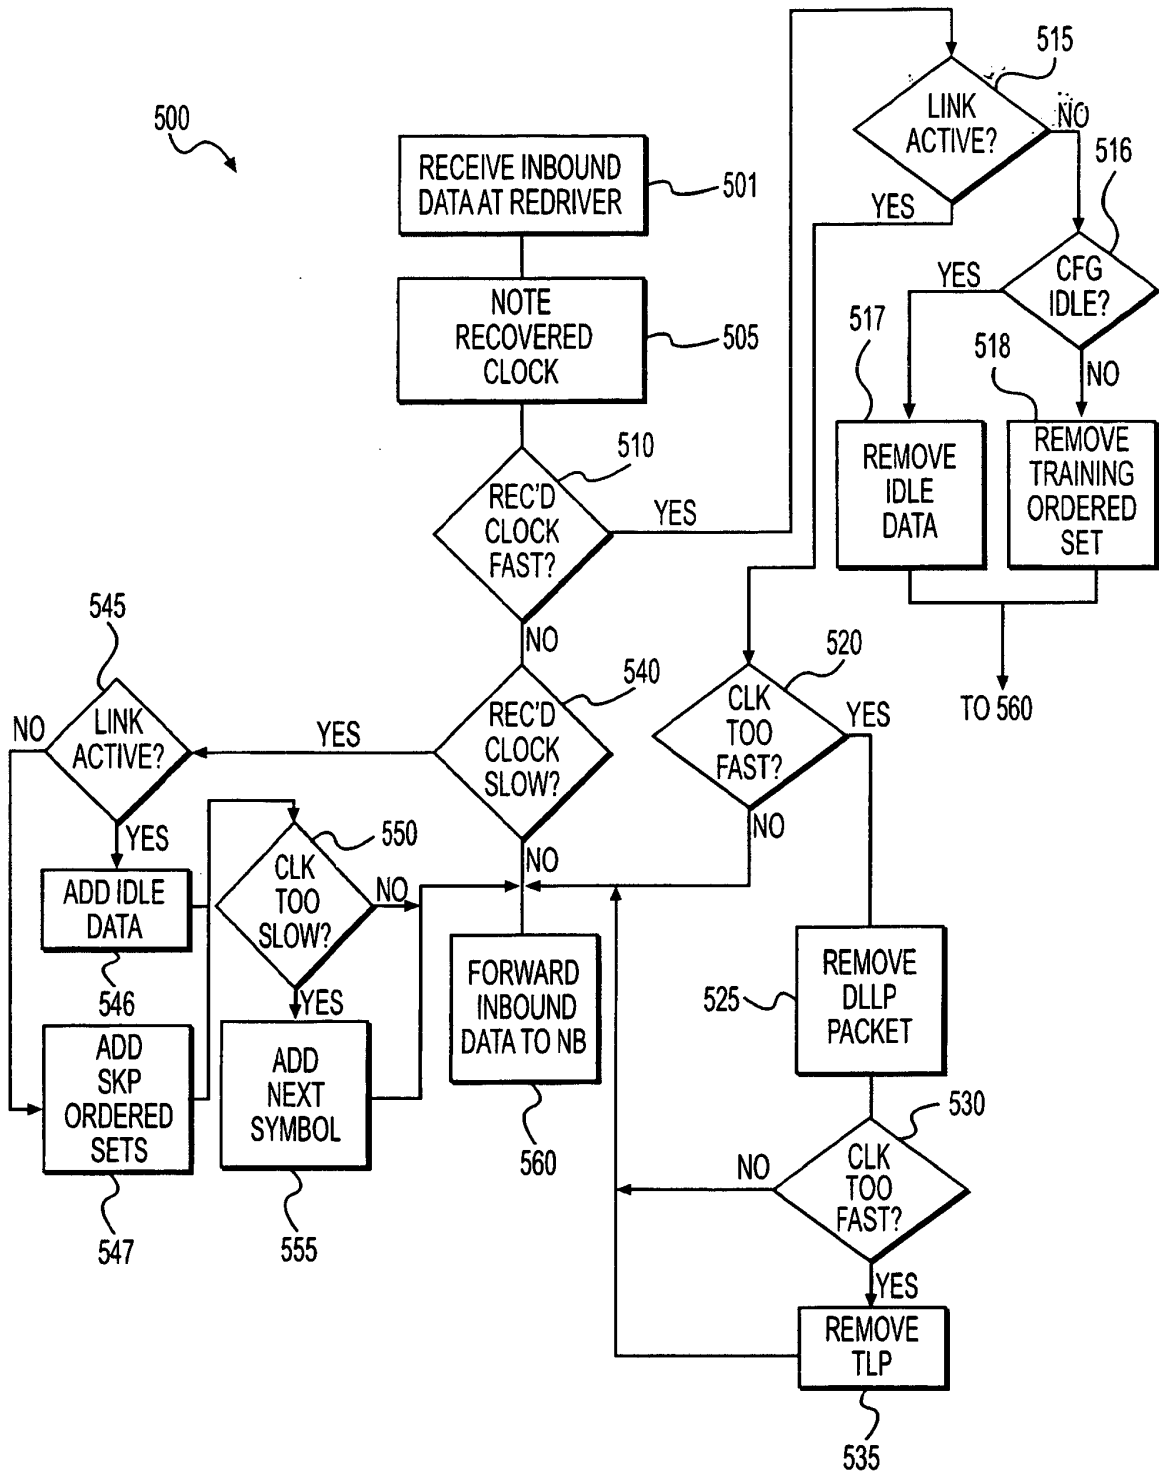 500
RECEIVE INBOUND
DATA AT REDRIVER
501
NOTE
RECOVERED
CLOCK
505
REC'D
CLOCK
FAST?
510
YES
NO
LINK
ACTIVE?
515
NO
YES
CFG
IDLE?
516
YES
NO
517
REMOVE
IDLE
DATA
518
REMOVE
TRAINING
ORDERED
SET
TO 560
CLK
TOO
FAST?
520
YES
NO
REC'D
CLOCK
SLOW?
540
YES
NO
545
LINK
ACTIVE?
NO
YES
ADD IDLE
DATA
546
ADD
SKP
ORDERED
SETS
547
CLK
TOO
SLOW?
550
NO
YES
ADD
NEXT
SYMBOL
555
FORWARD
INBOUND
DATA TO NB
560
525
REMOVE
DLLP
PACKET
CLK
TOO
FAST?
530
NO
YES
REMOVE
TLP
535